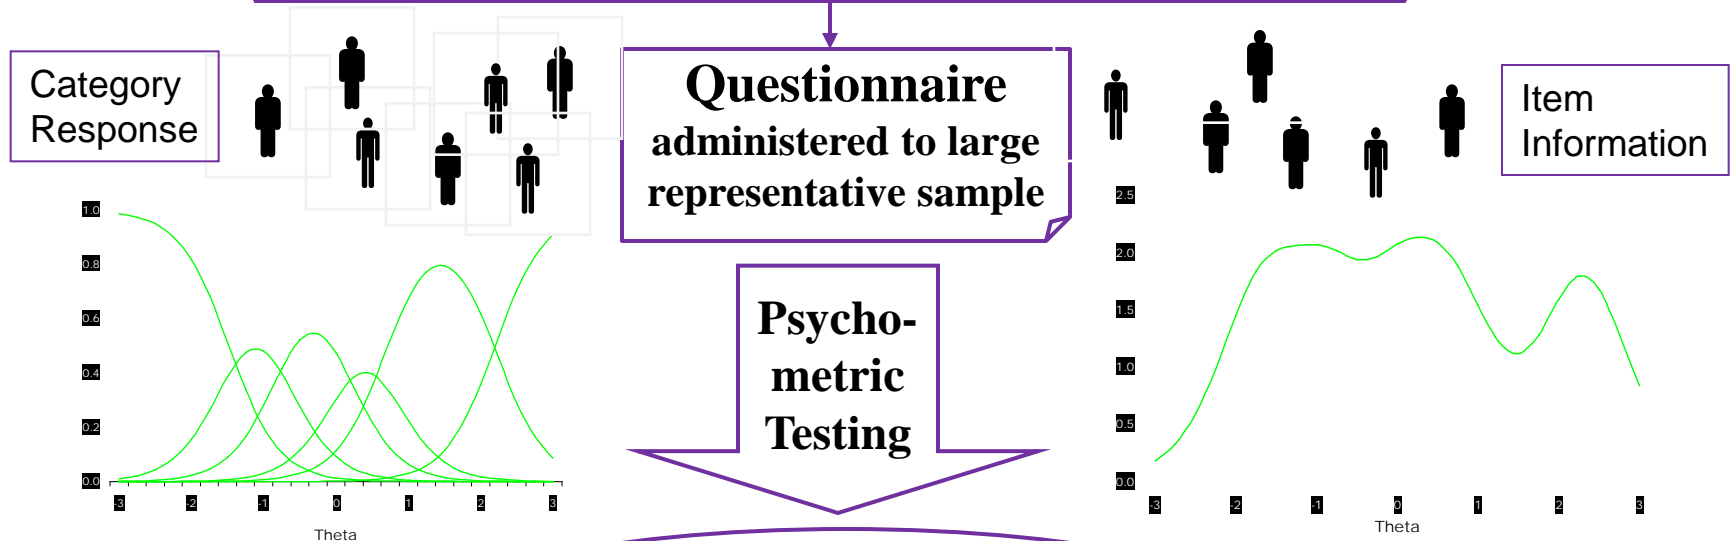 Category
Response
Questionnaire
administered to large
representative sample
Item
Information
1.0
0.8
0.6
0.4
0.2
0.0
-3 -2 -1 0 1 2 3
Theta
Psycho-
metric
Testing
2.5
2.0
1.5
1.0
0.5
0.0
-3 -2 -1 0 1 2 3
Theta